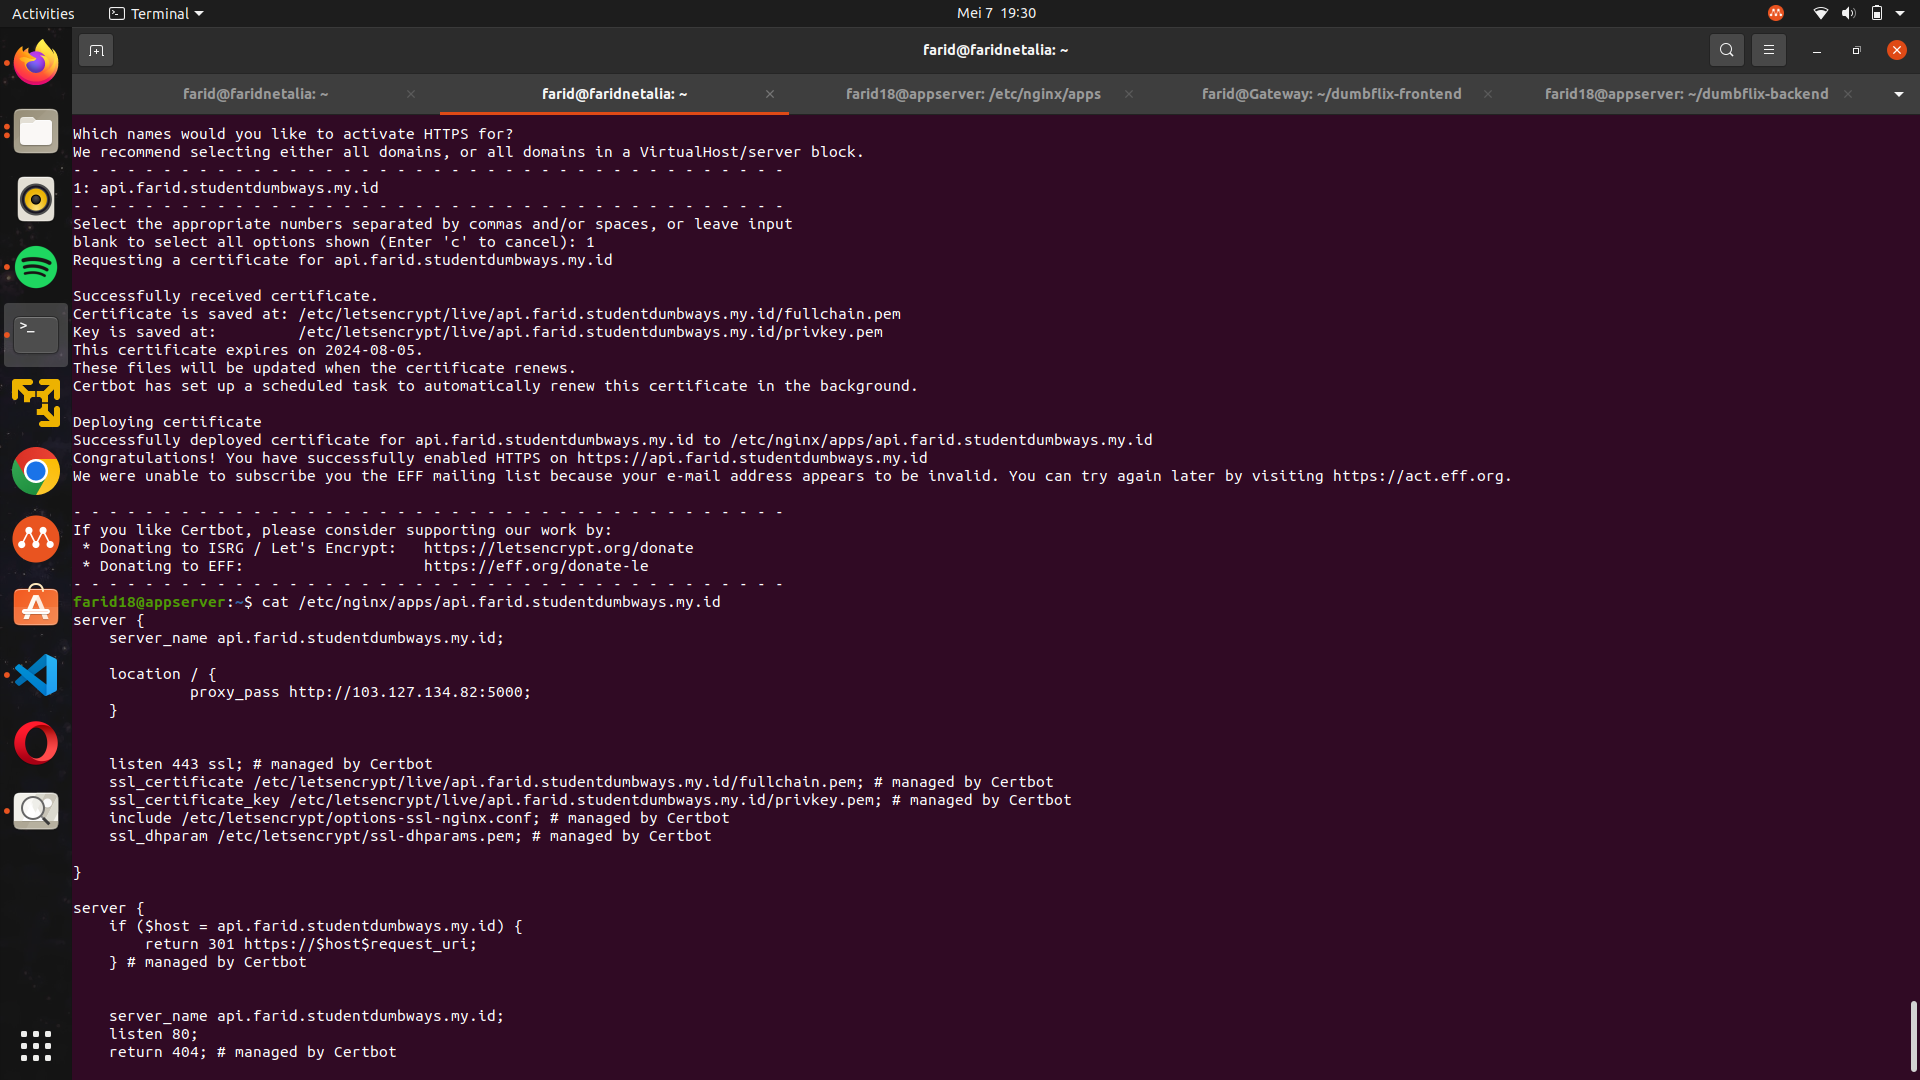 Activities
Terminal
Mei 7 19:30
farid@faridnetalia: ~
farid@faridnetalia: ~
farid@faridnetalia: ~
farid18@appserver: /etc/nginx/apps
farid@Gateway: ~/dumbflix-frontend
farid18@appserver: ~/dumbflix-backend
Which names would you like to activate HTTPS for?
We recommend selecting either all domains, or all domains in a VirtualHost/server block.
- - - - - - - - - - - - - - - - - - - - - - - - - - - - - - - - - - - - - - - -
1: api.farid.studentdumbways.my.id
- - - - - - - - - - - - - - - - - - - - - - - - - - - - - - - - - - - - - - - -
Select the appropriate numbers separated by commas and/or spaces, or leave input
blank to select all options shown (Enter 'c' to cancel): 1
Requesting a certificate for api.farid.studentdumbways.my.id

Successfully received certificate.
Certificate is saved at: /etc/letsencrypt/live/api.farid.studentdumbways.my.id/fullchain.pem
Key is saved at:         /etc/letsencrypt/live/api.farid.studentdumbways.my.id/privkey.pem
This certificate expires on 2024-08-05.
These files will be updated when the certificate renews.
Certbot has set up a scheduled task to automatically renew this certificate in the background.

Deploying certificate
Successfully deployed certificate for api.farid.studentdumbways.my.id to /etc/nginx/apps/api.farid.studentdumbways.my.id
Congratulations! You have successfully enabled HTTPS on https://api.farid.studentdumbways.my.id
We were unable to subscribe you the EFF mailing list because your e-mail address appears to be invalid. You can try again later by visiting https://act.eff.org.

- - - - - - - - - - - - - - - - - - - - - - - - - - - - - - - - - - - - - - - -
If you like Certbot, please consider supporting our work by:
 * Donating to ISRG / Let's Encrypt:   https://letsencrypt.org/donate
 * Donating to EFF:                    https://eff.org/donate-le
- - - - - - - - - - - - - - - - - - - - - - - - - - - - - - - - - - - - - - - -
farid18@appserver:~$ cat /etc/nginx/apps/api.farid.studentdumbways.my.id
server {
    server_name api.farid.studentdumbways.my.id;

    location / {
             proxy_pass http://103.127.134.82:5000;
    }


    listen 443 ssl; # managed by Certbot
    ssl_certificate /etc/letsencrypt/live/api.farid.studentdumbways.my.id/fullchain.pem; # managed by Certbot
    ssl_certificate_key /etc/letsencrypt/live/api.farid.studentdumbways.my.id/privkey.pem; # managed by Certbot
    include /etc/letsencrypt/options-ssl-nginx.conf; # managed by Certbot
    ssl_dhparam /etc/letsencrypt/ssl-dhparams.pem; # managed by Certbot

}

server {
    if ($host = api.farid.studentdumbways.my.id) {
        return 301 https://$host$request_uri;
    } # managed by Certbot


    server_name api.farid.studentdumbways.my.id;
    listen 80;
    return 404; # managed by Certbot